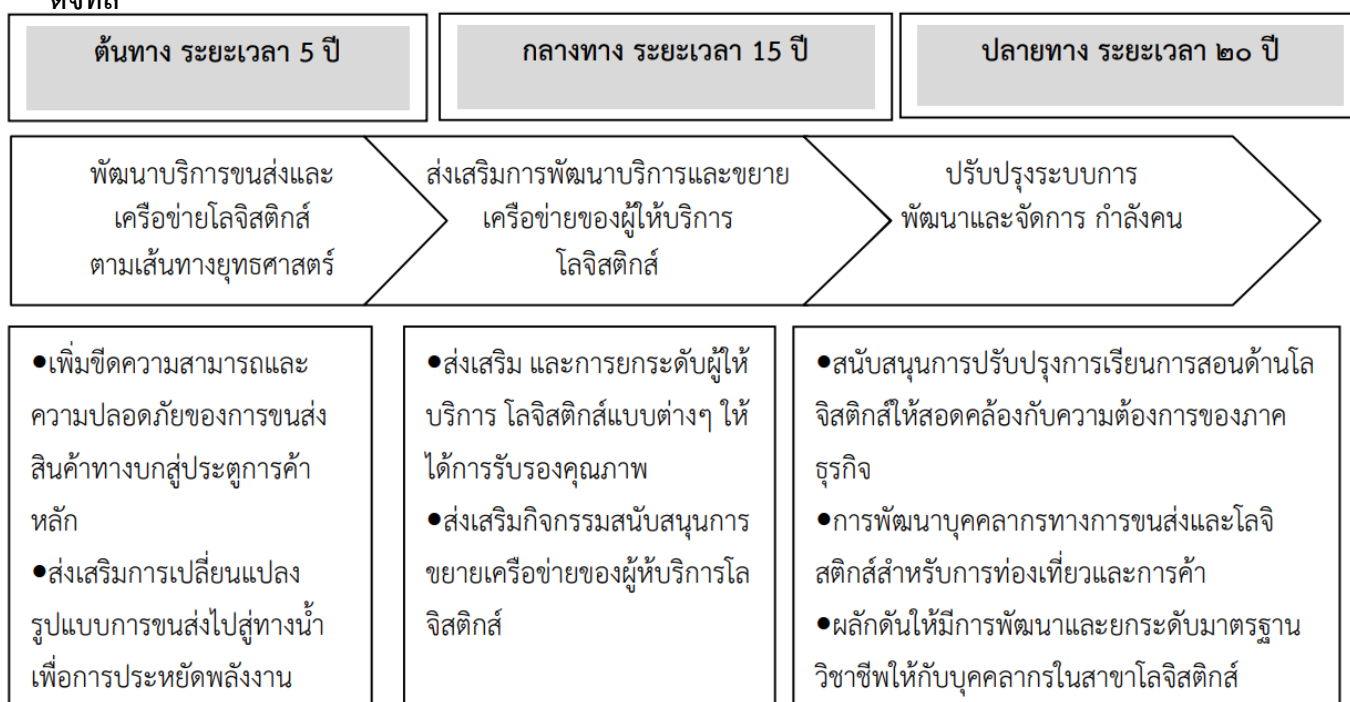 ต้นทาง ระยะเวลา 5 ปี
กลางทาง ระยะเวลา 15 ปี
ปลายทาง ระยะเวลา ๒๐ ปี
พัฒนาบริการขนส่งและ
เครือข่ายโลจิสติกส์
ตามเส้นทางยุทธศาสตร์
ส่งเสริมการพัฒนาบริการและขยาย
เครือข่ายของผู้ให้บริการ
โลจิสติกส์
ปรับปรุงระบบการ
พัฒนาและจัดการ กำลังคน
●เพิ่มขีดความสามารถและ
ความปลอดภัยของการขนส่ง
สินค้าทางบกสู่ประตูการค้า
หลัก
●ส่งเสริมการเปลี่ยนแปลง
รูปแบบการขนส่งไปสู่ทางน้ำ
เพื่อการประหยัดพลังงาน
●ส่งเสริม และการยกระดับผู้ให้
บริการ โลจิสติกส์แบบต่างๆ ให้
ได้การรับรองคุณภาพ
●ส่งเสริมกิจกรรมสนับสนุนการ
ขยายเครือข่ายของผู้ห้บริการโล
จิสติกส์
●สนับสนุนการปรับปรุงการเรียนการสอนด้านโล
จิสติกส์ให้สอดคล้องกับความต้องการของภาค
ธุรกิจ
●การพัฒนาบุคคลากรทางการขนส่งและโลจิ
สติกส์สำหรับการท่องเที่ยวและการค้า
●ผลักดันให้มีการพัฒนาและยกระดับมาตรฐาน
วิชาชีพให้กับบุคคลากรในสาขาโลจิสติกส์